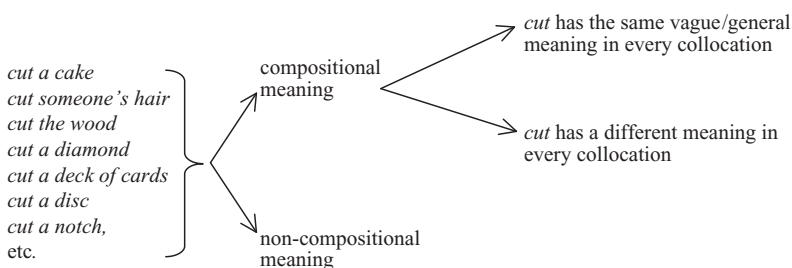 cut a cake
cut someone’s hair
cut the wood
cut a diamond
cut a deck of cards
cut a disc
cut a notch,
etc.
compositional
meaning
non-compositional
meaning
cut has the same vague/general
meaning in every collocation
cut has a different meaning in
every collocation